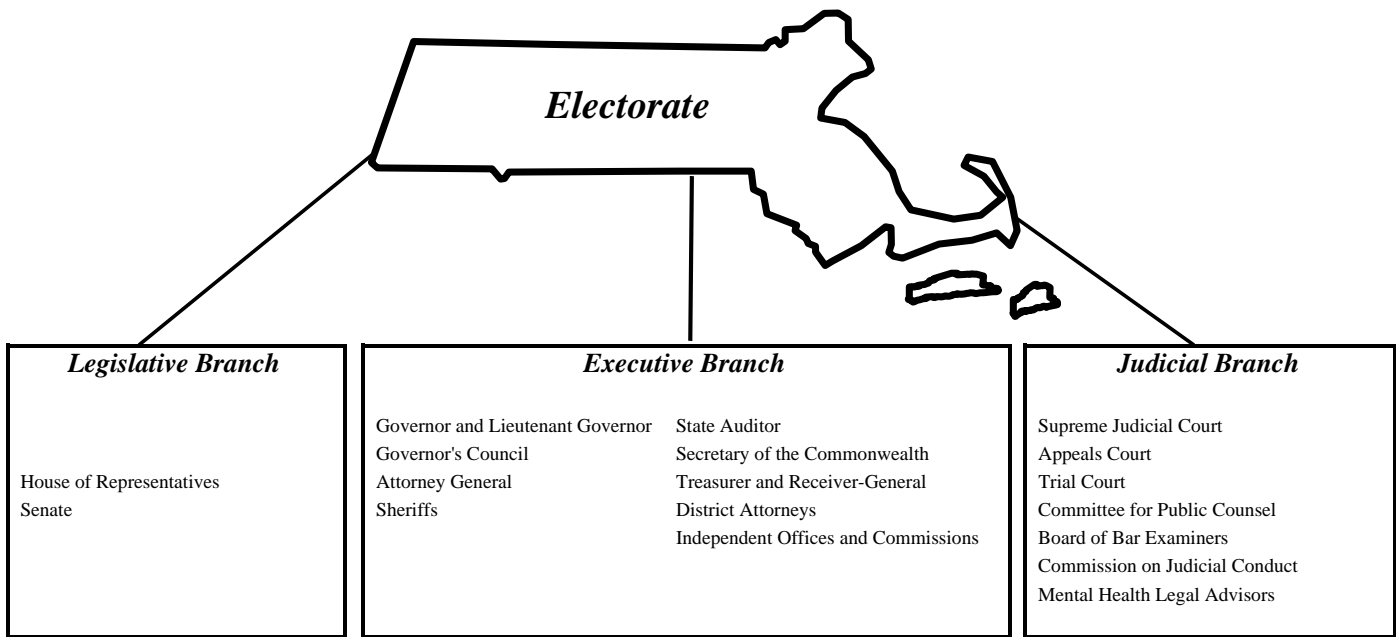 Electorate
Legislative Branch
House of Representatives
Senate
Executive Branch
Governor and Lieutenant Governor
Governor's Council
Attorney General
Sheriffs
State Auditor
Secretary of the Commonwealth
Treasurer and Receiver-General
District Attorneys
Independent Offices and Commissions
Judicial Branch
Supreme Judicial Court
Appeals Court
Trial Court
Committee for Public Counsel
Board of Bar Examiners
Commission on Judicial Conduct
Mental Health Legal Advisors